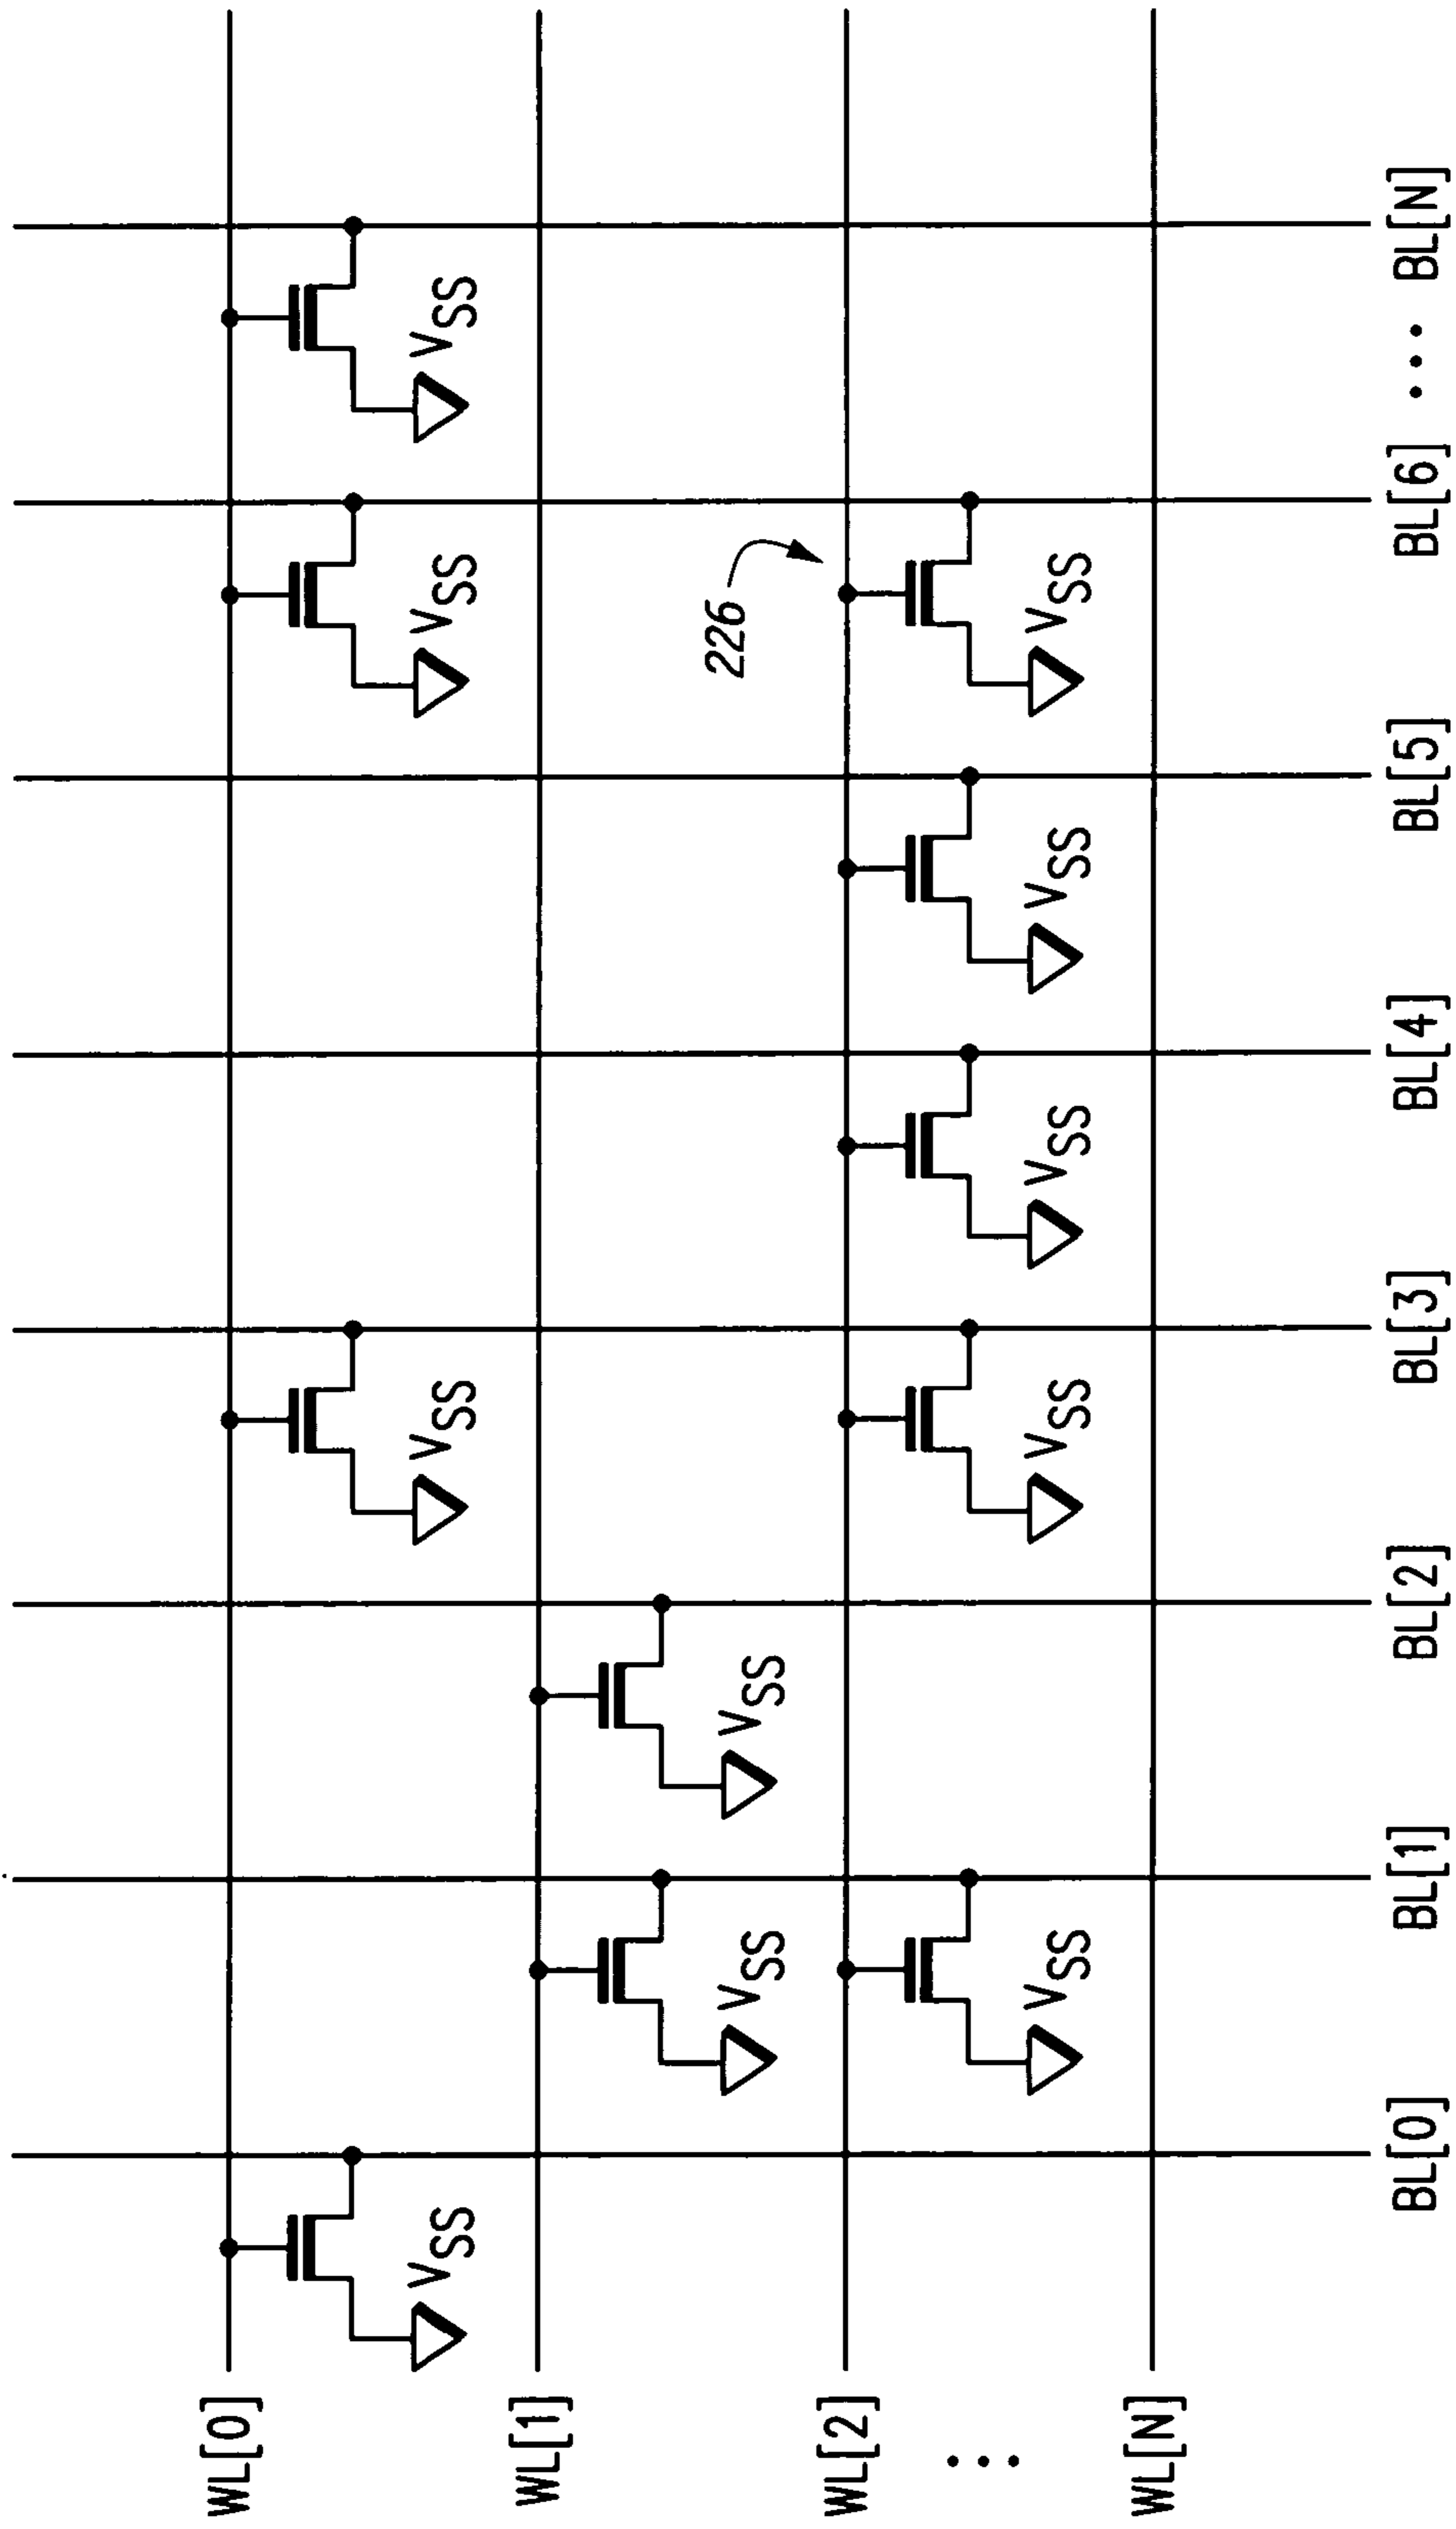 WL[0]
VSS
VSS
VSS
VSS
WL[1]
VSS
VSS
226
WL[2]
VSS
VSS
VSS
VSS
VSS
⋮
WL[N]
BL[0] BL[1] BL[2] BL[3] BL[4] BL[5] BL[6] ••• BL[N]